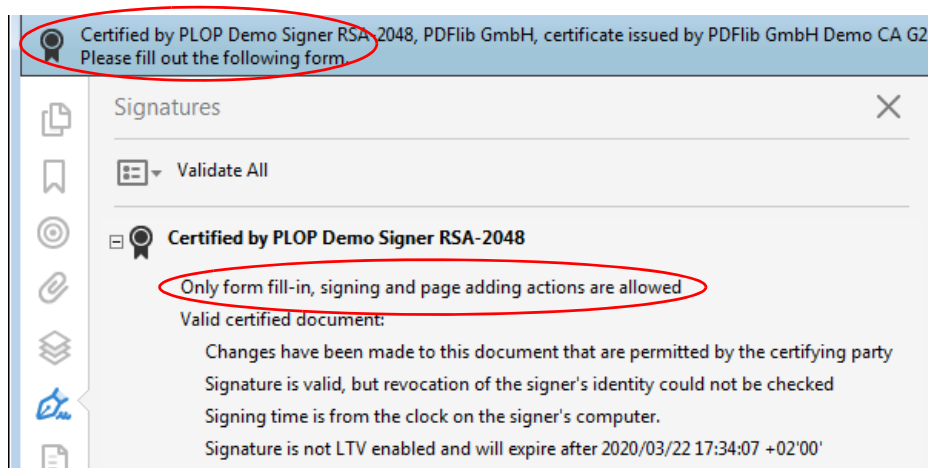 Certified by PLOP Demo Signer RSA-2048, PDFlib GmbH, certificate issued by PDFlib GmbH Demo CA G2
Please fill out the following form.
Signatures
Validate All
Certified by PLOP Demo Signer RSA-2048
Only form fill-in, signing and page adding actions are allowed
Valid certified document:
Changes have been made to this document that are permitted by the certifying party
Signature is valid, but revocation of the signer's identity could not be checked
Signing time is from the clock on the signer's computer.
Signature is not LTV enabled and will expire after 2020/03/22 17:34:07 +02'00'